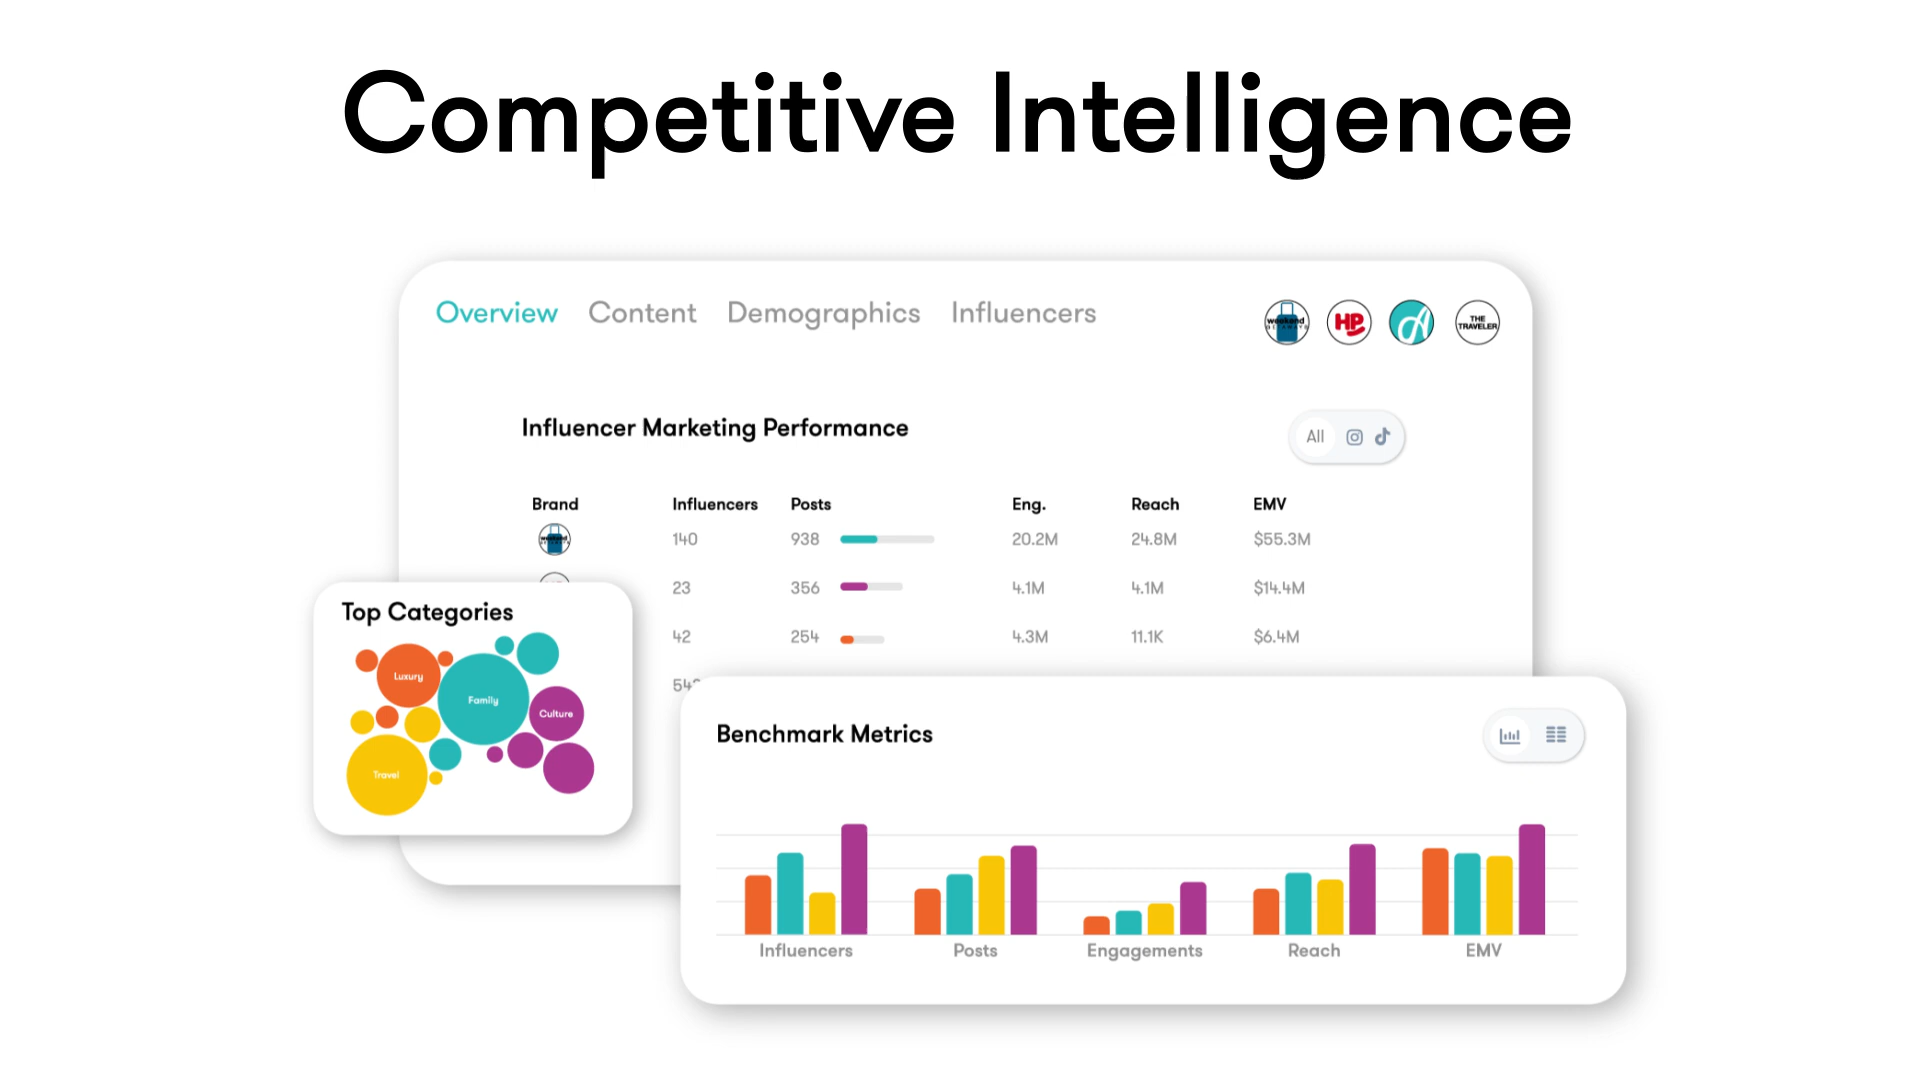 Competitive Intelligence
Overview Content Demographics Influencers
weekend
HP
A
THE
TRAVELER
Influencer Marketing Performance
All
Brand Influencers Posts Eng. Reach EMV
weekend
140 938 20.2M 24.8M $55.3M
23 356 4.1M 4.1M $14.4M
42 254 4.3M 11.1K $6.4M
Top Categories
Luxury
Family
Culture
Travel
Benchmark Metrics
Influencers Posts Engagements Reach EMV